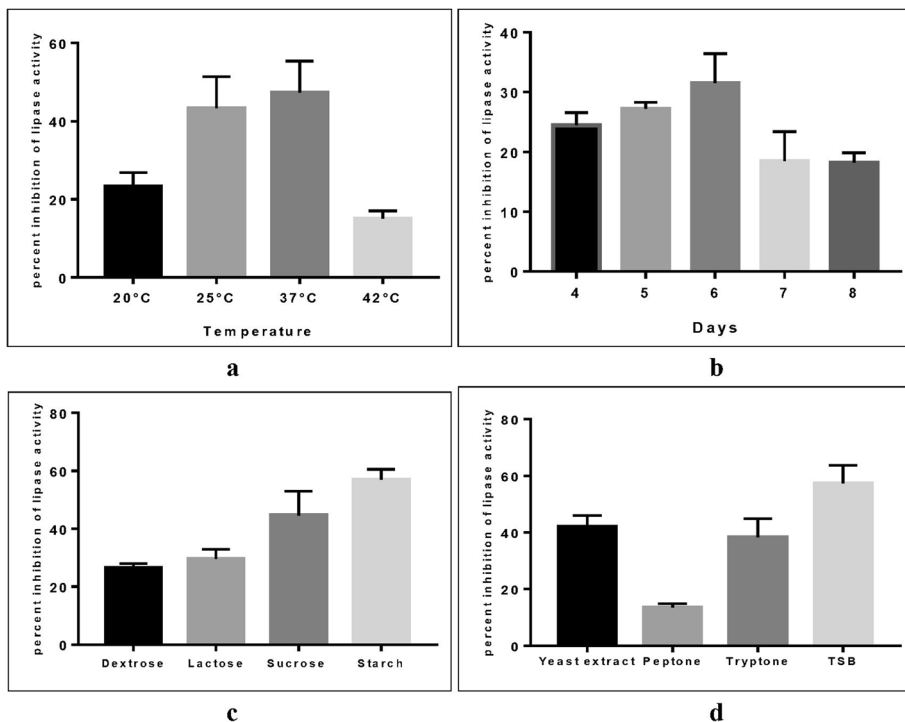 percent inhibition of lipase activity
60
40
20
0
20°C 25°C 37°C 42°C
Temperature
a
percent inhibition of lipase activity
40
30
20
10
0
4 5 6 7 8
Days
b
percent inhibition of lipase activity
80
60
40
20
0
Dextrose Lactose Sucrose Starch
c
percent inhibition of lipase activity
80
60
40
20
0
Yeast extract Peptone Tryptone TSB
d